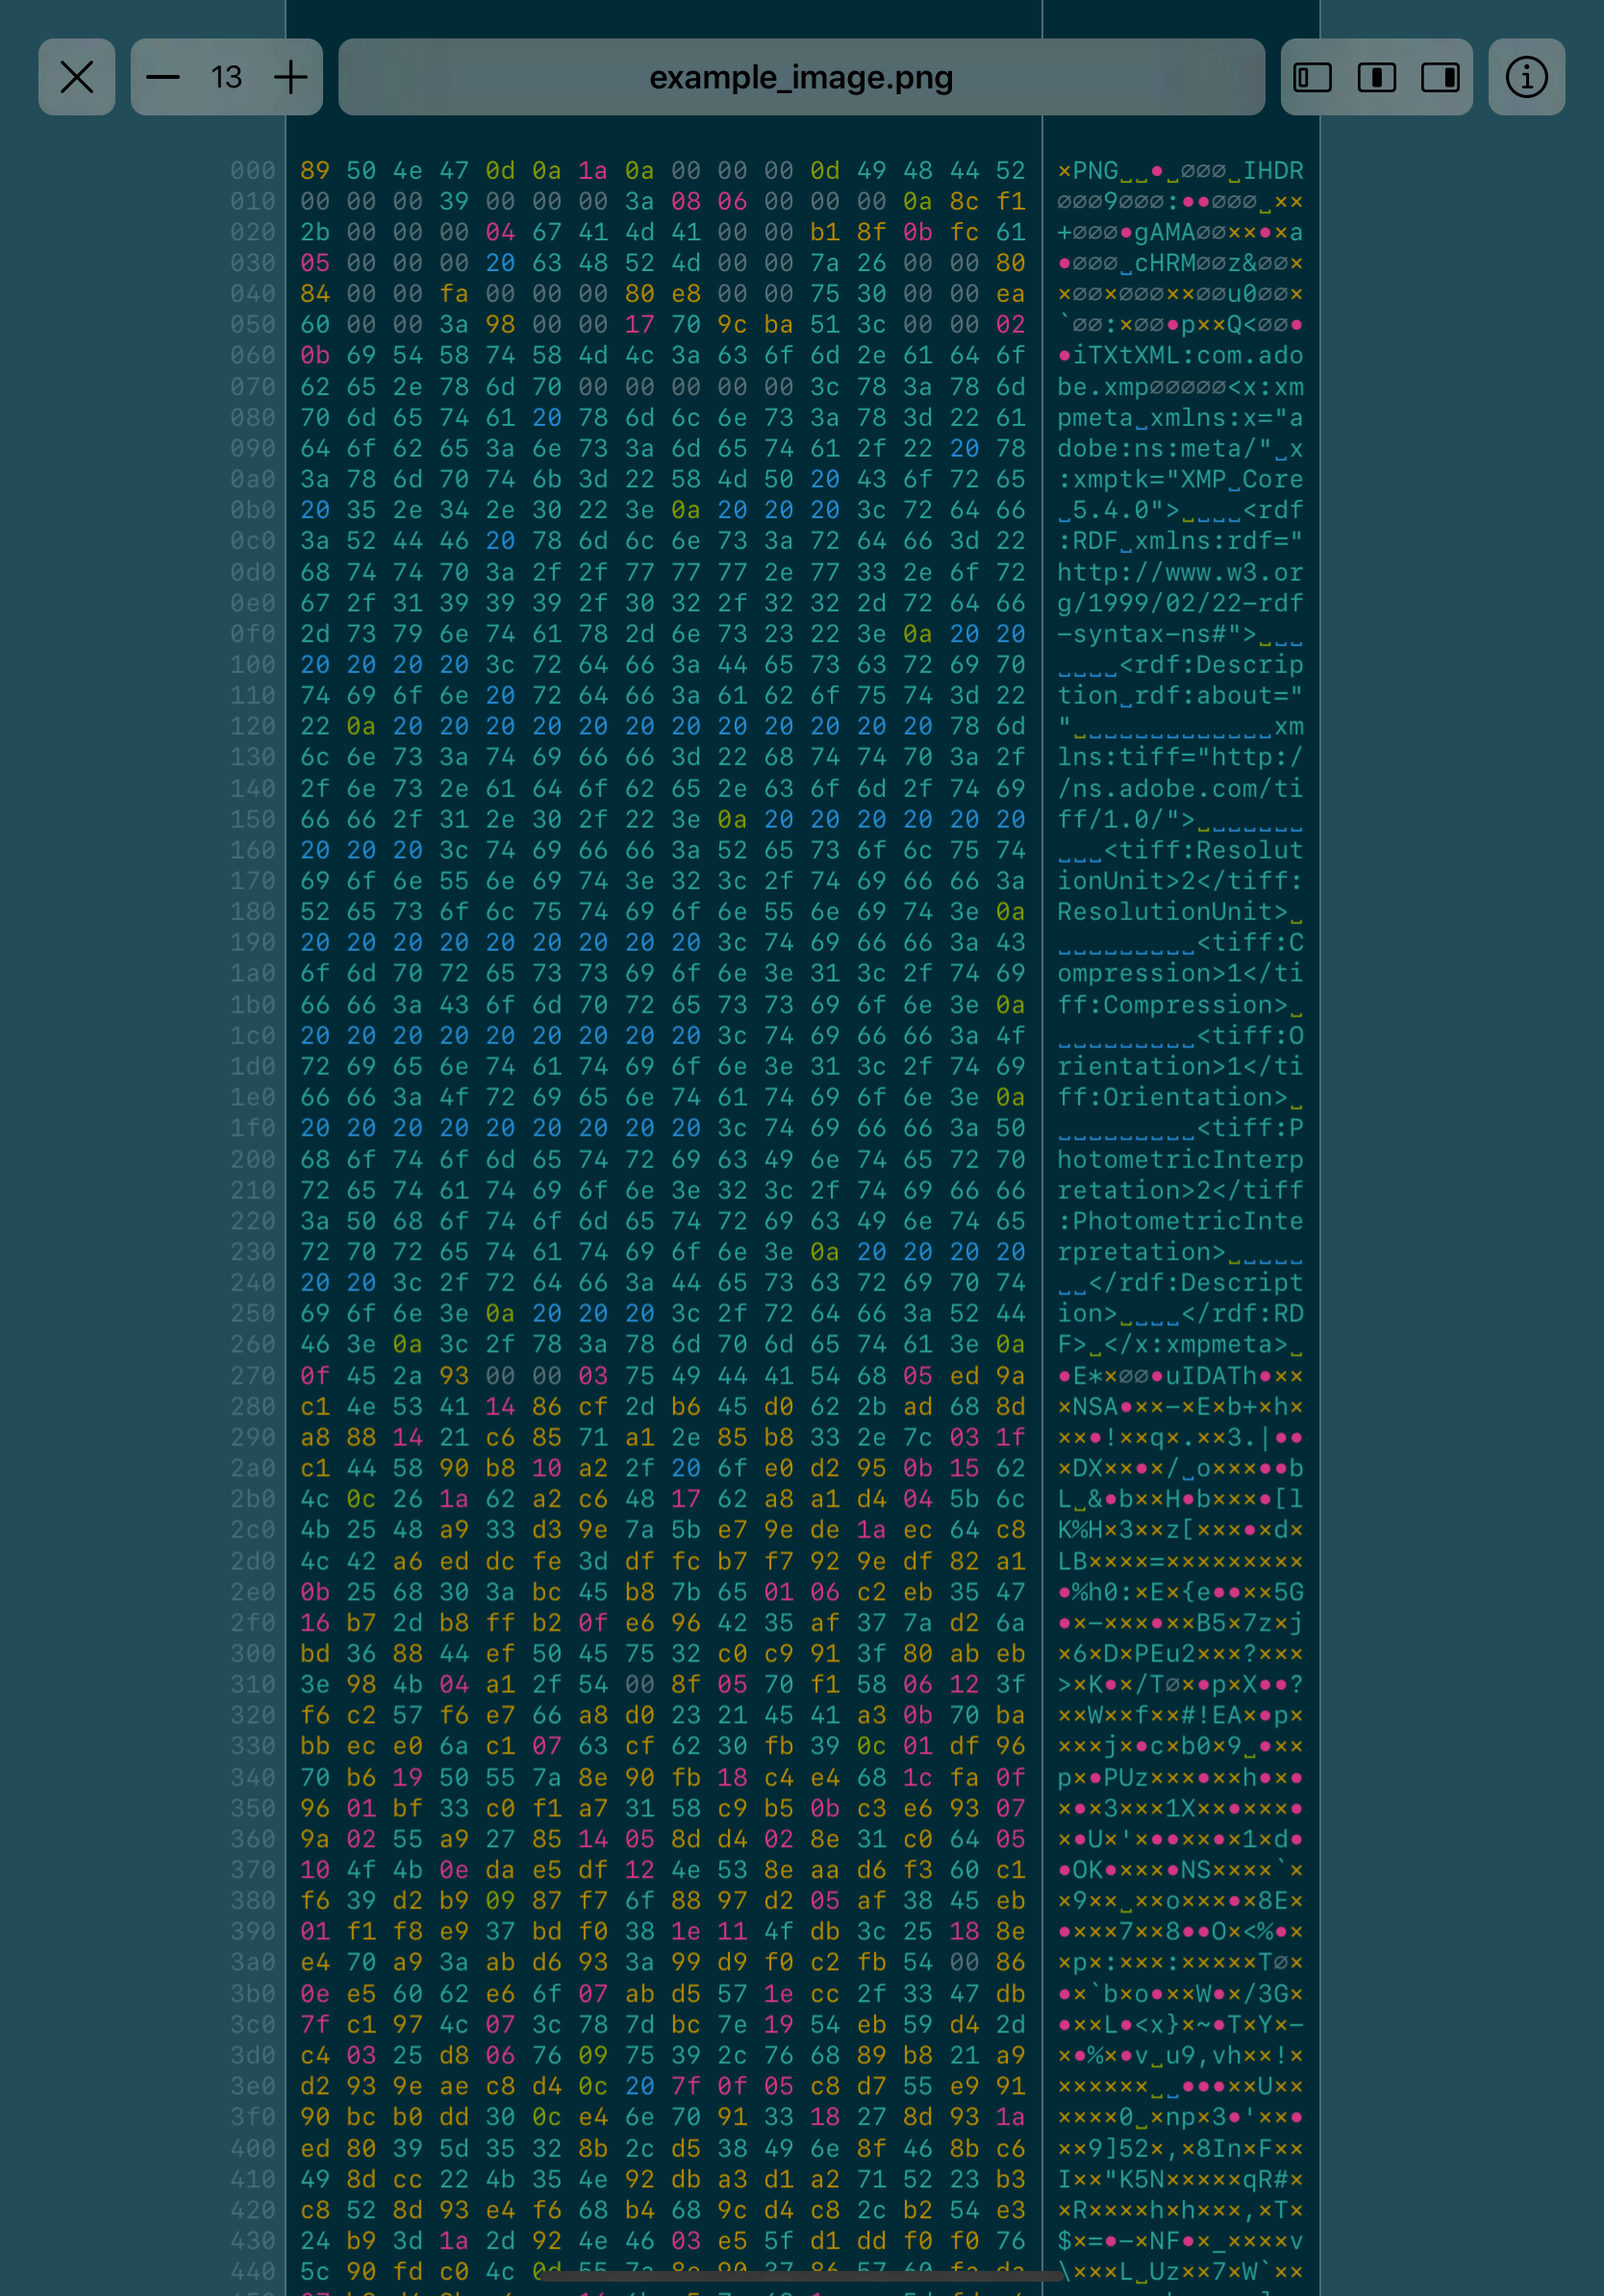 13
example_image.png
000 89 50 4e 47 0d 0a 1a 0a 00 00 00 0d 49 48 44 52 ×PNG␣␣•␣∅∅∅␣IHDR
010 00 00 00 39 00 00 00 3a 08 06 00 00 00 0a 8c f1 ∅∅∅9∅∅∅:••∅∅∅␣××
020 2b 00 00 00 04 67 41 4d 41 00 00 b1 8f 0b fc 61 +∅∅∅•gAMA∅∅××•×a
030 05 00 00 00 20 63 48 52 4d 00 00 7a 26 00 00 80 •∅∅∅␣cHRM∅∅z&∅∅×
040 84 00 00 fa 00 00 00 80 e8 00 00 75 30 00 00 ea ×∅∅×∅∅∅××∅∅u0∅∅×
050 60 00 00 3a 98 00 00 17 70 9c ba 51 3c 00 00 02 `∅∅:×∅∅•p××Q<∅∅•
060 0b 69 54 58 74 58 4d 4c 3a 63 6f 6d 2e 61 64 6f •iTXtXML:com.ado
070 62 65 2e 78 6d 70 00 00 00 00 00 3c 78 3a 78 6d be.xmp∅∅∅∅∅<x:xm
080 70 6d 65 74 61 20 78 6d 6c 6e 73 3a 78 3d 22 61 pmeta␣xmlns:x="a
090 64 6f 62 65 3a 6e 73 3a 6d 65 74 61 2f 22 20 78 dobe:ns:meta/"␣x
0a0 3a 78 6d 70 74 6b 3d 22 58 4d 50 20 43 6f 72 65 :xmptk="XMP␣Core
0b0 20 35 2e 34 2e 30 22 3e 0a 20 20 20 3c 72 64 66 ␣5.4.0">␣␣␣␣<rdf
0c0 3a 52 44 46 20 78 6d 6c 6e 73 3a 72 64 66 3d 22 :RDF␣xmlns:rdf="
0d0 68 74 74 70 3a 2f 2f 77 77 77 2e 77 33 2e 6f 72 http://www.w3.or
0e0 67 2f 31 39 39 39 2f 30 32 2f 32 32 2d 72 64 66 g/1999/02/22-rdf
0f0 2d 73 79 6e 74 61 78 2d 6e 73 23 22 3e 0a 20 20 -syntax-ns#">␣␣␣
100 20 20 20 20 3c 72 64 66 3a 44 65 73 63 72 69 70 ␣␣␣␣<rdf:Descrip
110 74 69 6f 6e 20 72 64 66 3a 61 62 6f 75 74 3d 22 tion␣rdf:about="
120 22 0a 20 20 20 20 20 20 20 20 20 20 20 20 78 6d "␣␣␣␣␣␣␣␣␣␣␣␣␣xm
130 6c 6e 73 3a 74 69 66 66 3d 22 68 74 74 70 3a 2f lns:tiff="http:/
140 2f 6e 73 2e 61 64 6f 62 65 2e 63 6f 6d 2f 74 69 /ns.adobe.com/ti
150 66 66 2f 31 2e 30 2f 22 3e 0a 20 20 20 20 20 20 ff/1.0/">␣␣␣␣␣␣␣
160 20 20 20 3c 74 69 66 66 3a 52 65 73 6f 6c 75 74 ␣␣␣<tiff:Resolut
170 69 6f 6e 55 6e 69 74 3e 32 3c 2f 74 69 66 66 3a ionUnit>2</tiff:
180 52 65 73 6f 6c 75 74 69 6f 6e 55 6e 69 74 3e 0a ResolutionUnit>␣
190 20 20 20 20 20 20 20 20 20 3c 74 69 66 66 3a 43 ␣␣␣␣␣␣␣␣␣<tiff:C
1a0 6f 6d 70 72 65 73 73 69 6f 6e 3e 31 3c 2f 74 69 ompression>1</ti
1b0 66 66 3a 43 6f 6d 70 72 65 73 73 69 6f 6e 3e 0a ff:Compression>␣
1c0 20 20 20 20 20 20 20 20 20 3c 74 69 66 66 3a 4f ␣␣␣␣␣␣␣␣␣<tiff:O
1d0 72 69 65 6e 74 61 74 69 6f 6e 3e 31 3c 2f 74 69 rientation>1</ti
1e0 66 66 3a 4f 72 69 65 6e 74 61 74 69 6f 6e 3e 0a ff:Orientation>␣
1f0 20 20 20 20 20 20 20 20 20 3c 74 69 66 66 3a 50 ␣␣␣␣␣␣␣␣␣<tiff:P
200 68 6f 74 6f 6d 65 74 72 69 63 49 6e 74 65 72 70 hotometricInterp
210 72 65 74 61 74 69 6f 6e 3e 32 3c 2f 74 69 66 66 retation>2</tiff
220 3a 50 68 6f 74 6f 6d 65 74 72 69 63 49 6e 74 65 :PhotometricInte
230 72 70 72 65 74 61 74 69 6f 6e 3e 0a 20 20 20 20 rpretation>␣␣␣␣␣
240 20 20 3c 2f 72 64 66 3a 44 65 73 63 72 69 70 74 ␣␣</rdf:Descript
250 69 6f 6e 3e 0a 20 20 20 3c 2f 72 64 66 3a 52 44 ion>␣␣␣␣</rdf:RD
260 46 3e 0a 3c 2f 78 3a 78 6d 70 6d 65 74 61 3e 0a F>␣</x:xmpmeta>␣
270 0f 45 2a 93 00 00 03 75 49 44 41 54 68 05 ed 9a •E*×∅∅•uIDATh•××
280 c1 4e 53 41 14 86 cf 2d b6 45 d0 62 2b ad 68 8d ×NSA•××-×E×b+×h×
290 a8 88 14 21 c6 85 71 a1 2e 85 b8 33 2e 7c 03 1f ××•!××q×.××3.|••
2a0 c1 44 58 90 b8 10 a2 2f 20 6f e0 d2 95 0b 15 62 ×DX××•×/␣o×××••b
2b0 4c 0c 26 1a 62 a2 c6 48 17 62 a8 a1 d4 04 5b 6c L␣&•b××H•b×××•[l
2c0 4b 25 48 a9 33 d3 9e 7a 5b e7 9e de 1a ec 64 c8 K%H×3××z[×××•×d×
2d0 4c 42 a6 ed dc fe 3d df fc b7 f7 92 9e df 82 a1 LB××××=×××××××××
2e0 0b 25 68 30 3a bc 45 b8 7b 65 01 06 c2 eb 35 47 •%h0:×E×{e••××5G
2f0 16 b7 2d b8 ff b2 0f e6 96 42 35 af 37 7a d2 6a •×-×××•××B5×7z×j
300 bd 36 88 44 ef 50 45 75 32 c0 c9 91 3f 80 ab eb ×6×D×PEu2×××?×××
310 3e 98 4b 04 a1 2f 54 00 8f 05 70 f1 58 06 12 3f >×K•×/T∅×•p×X••?
320 f6 c2 57 f6 e7 66 a8 d0 23 21 45 41 a3 0b 70 ba ××W××f××#!EA×•p×
330 bb ec e0 6a c1 07 63 cf 62 30 fb 39 0c 01 df 96 ×××j×•c×b0×9␣•××
340 70 b6 19 50 55 7a 8e 90 fb 18 c4 e4 68 1c fa 0f p×•PUz×××•××h•×•
350 96 01 bf 33 c0 f1 a7 31 58 c9 b5 0b c3 e6 93 07 ×•×3×××1X××•×××•
360 9a 02 55 a9 27 85 14 05 8d d4 02 8e 31 c0 64 05 ×•U×'×••××•×1×d•
370 10 4f 4b 0e da e5 df 12 4e 53 8e aa d6 f3 60 c1 •OK•×××•NS××××`×
380 f6 39 d2 b9 09 87 f7 6f 88 97 d2 05 af 38 45 eb ×9××␣××o×××•×8E×
390 01 f1 f8 e9 37 bd f0 38 1e 11 4f db 3c 25 18 8e •×××7××8••O×<%•×
3a0 e4 70 a9 3a ab d6 93 3a 99 d9 f0 c2 fb 54 00 86 ×p×:×××:×××××T∅×
3b0 0e e5 60 62 e6 6f 07 ab d5 57 1e cc 2f 33 47 db •×`b×o•××W•×/3G×
3c0 7f c1 97 4c 07 3c 78 7d bc 7e 19 54 eb 59 d4 2d •××L•<x}×~•T×Y×-
3d0 c4 03 25 d8 06 76 09 75 39 2c 76 68 89 b8 21 a9 ×•%×•v␣u9,vh××!×
3e0 d2 93 9e ae c8 d4 0c 20 7f 0f 05 c8 d7 55 e9 91 ××××××␣␣•••××U××
3f0 90 bc b0 dd 30 0c e4 6e 70 91 33 18 27 8d 93 1a ××××0␣×np×3•'××•
400 ed 80 39 5d 35 32 8b 2c d5 38 49 6e 8f 46 8b c6 ××9]52×,×8In×F××
410 49 8d cc 22 4b 35 4e 92 db a3 d1 a2 71 52 23 b3 I××"K5N×××××qR#×
420 c8 52 8d 93 e4 f6 68 b4 68 9c d4 c8 2c b2 54 e3 ×R××××h×h×××,×T×
430 24 b9 3d 1a 2d 92 4e 46 03 e5 5f d1 dd f0 f0 76 $×=•-×NF•×_××××v
440 5c 90 fd c0 4c 0d 55 7a 8e 90 37 86 57 60 fa da \×××L␣Uz××7×W`××